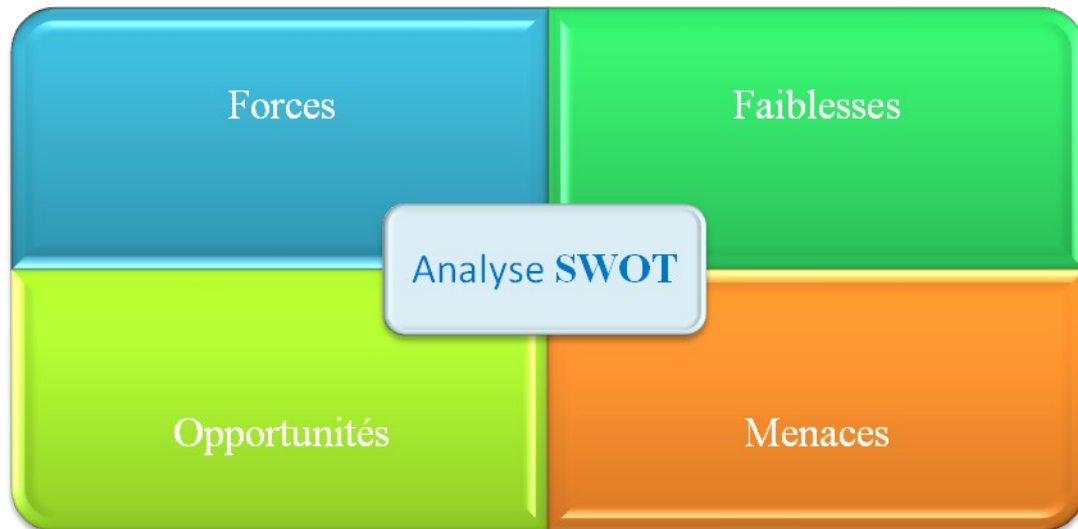 Forces
Faiblesses
Analyse SWOT
Opportunités
Menaces